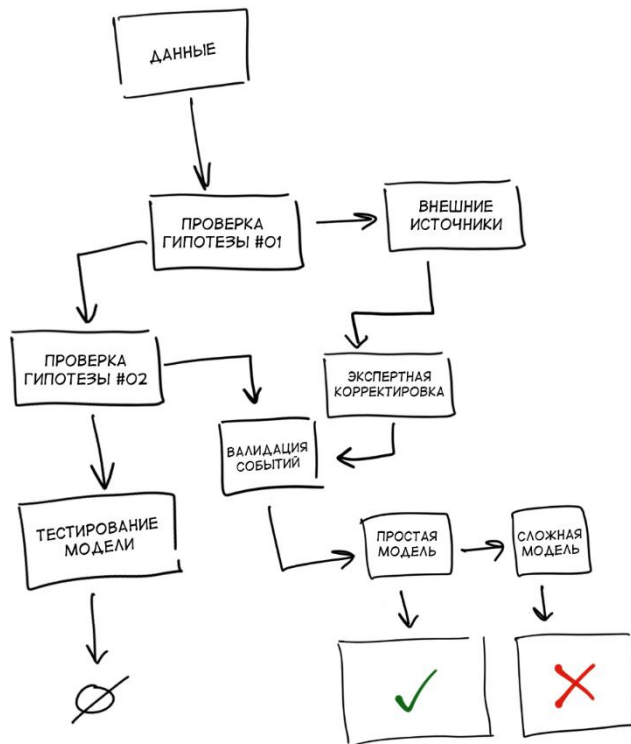 ДАННЫЕ
ПРОВЕРКА
ГИПОТЕЗЫ #01
ВНЕШНИЕ
ИСТОЧНИКИ
ПРОВЕРКА
ГИПОТЕЗЫ #02
ЭКСПЕРТНАЯ
КОРРЕКТИРОВКА
ВАЛИДАЦИЯ
СОБЫТИЙ
ТЕСТИРОВАНИЕ
МОДЕЛИ
ПРОСТАЯ
МОДЕЛЬ
СЛОЖНАЯ
МОДЕЛЬ